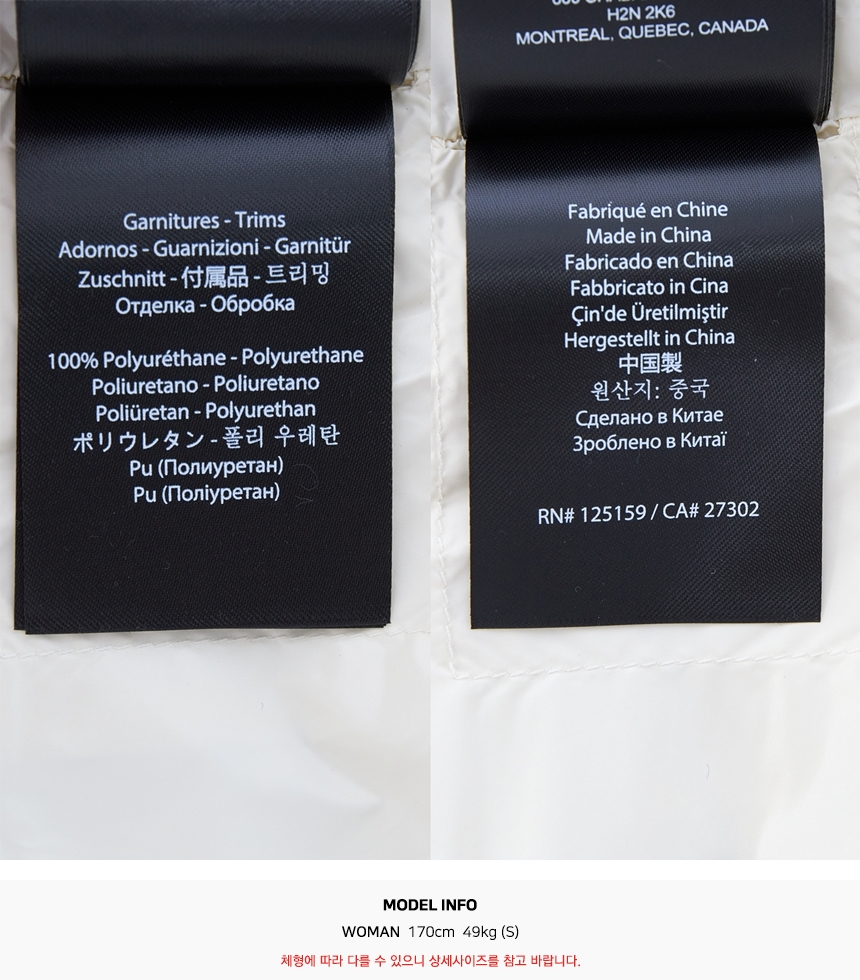 Garnitures - Trims
Adornos - Guarnizioni - Garnitür
Zuschnitt - 付属品 - 트리밍
Отделка - Обробка
100% Polyuréthane - Polyurethane
Poliuretano - Poliuretano
Poliüretan - Polyurethan
ポリウレタン - 폴리 우레탄
Pu (Полиуретан)
Pu (Поліуретан)
H2N 2K6
MONTREAL, QUEBEC, CANADA
Fabriqué en Chine
Made in China
Fabricado en China
Fabbricato in Cina
Çin'de Üretilmiştir
Hergestellt in China
中国製
원산지: 중국
Сделано в Китае
Зроблено в Китаї
RN# 125159 / CA# 27302
MODEL INFO
WOMAN 170cm 49kg (S)
체형에 따라 다를 수 있으니 상세사이즈를 참고 바랍니다.